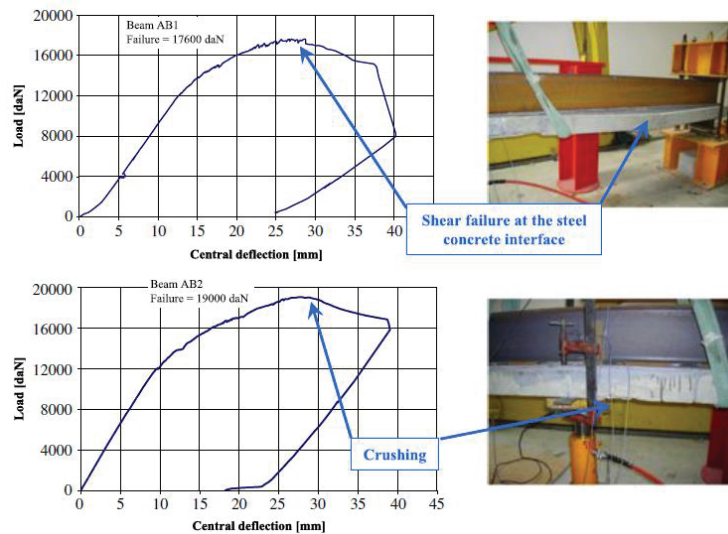 Beam AB1
Failure = 17600 daN
20000
16000
12000
8000
4000
0
Load [daN]
0 5 10 15 20 25 30 35 40 45
Central deflection [mm]
Shear failure at the steel
concrete interface
Beam AB2
Failure = 19000 daN
20000
16000
12000
8000
4000
0
Load [daN]
0 5 10 15 20 25 30 35 40 45
Central deflection [mm]
Crushing